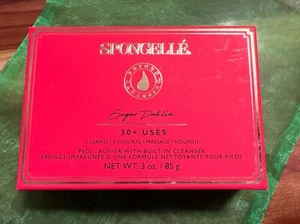 SPONGELLÉ.
Sugar Dahlia
30+ USES
CLEANSE • EXFOLIATE • MASSAGE • NOURISH
BUFFER WITH BUILT-IN CLEANSER
ÉPONGE IMPRÉGNÉE D'UNE FORMULE NETTOYANTE POUR PIEDS
NET WT. 3 oz. / 85 g